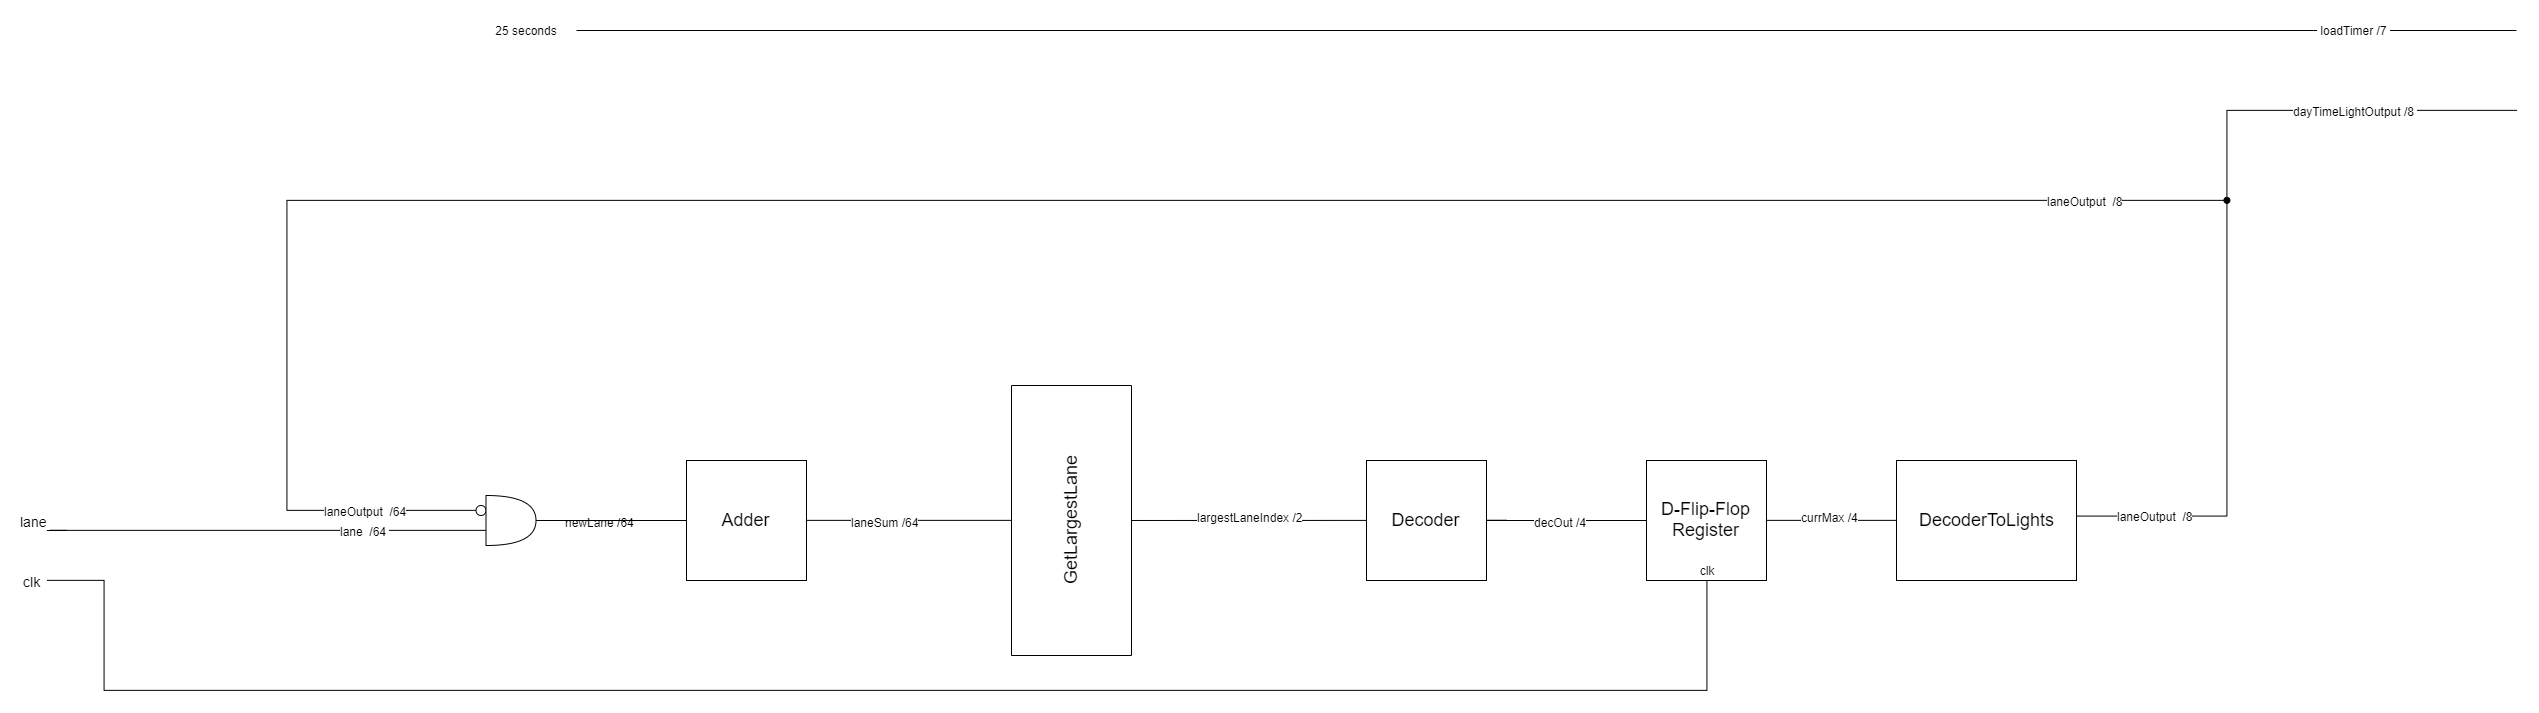 25 seconds
loadTimer /7
dayTimeLightOutput /8
laneOutput /8
laneOutput /64
lane
lane /64
newLane /64
Adder
laneSum /64
GetLargestLane
largestLaneIndex /2
Decoder
decOut /4
D-Flip-Flop
Register
clk
currMax /4
DecoderToLights
laneOutput /8
clk